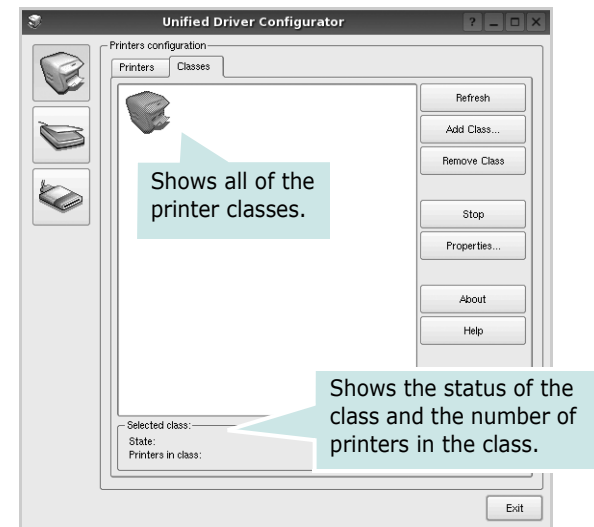 Unified Driver Configurator
Printers configuration
Printers
Classes
Refresh
Add Class...
Remove Class
Shows all of the
printer classes.
Stop
Properties...
About
Help
Shows the status of the
class and the number of
printers in the class.
Selected class:
State:
Printers in class:
Exit